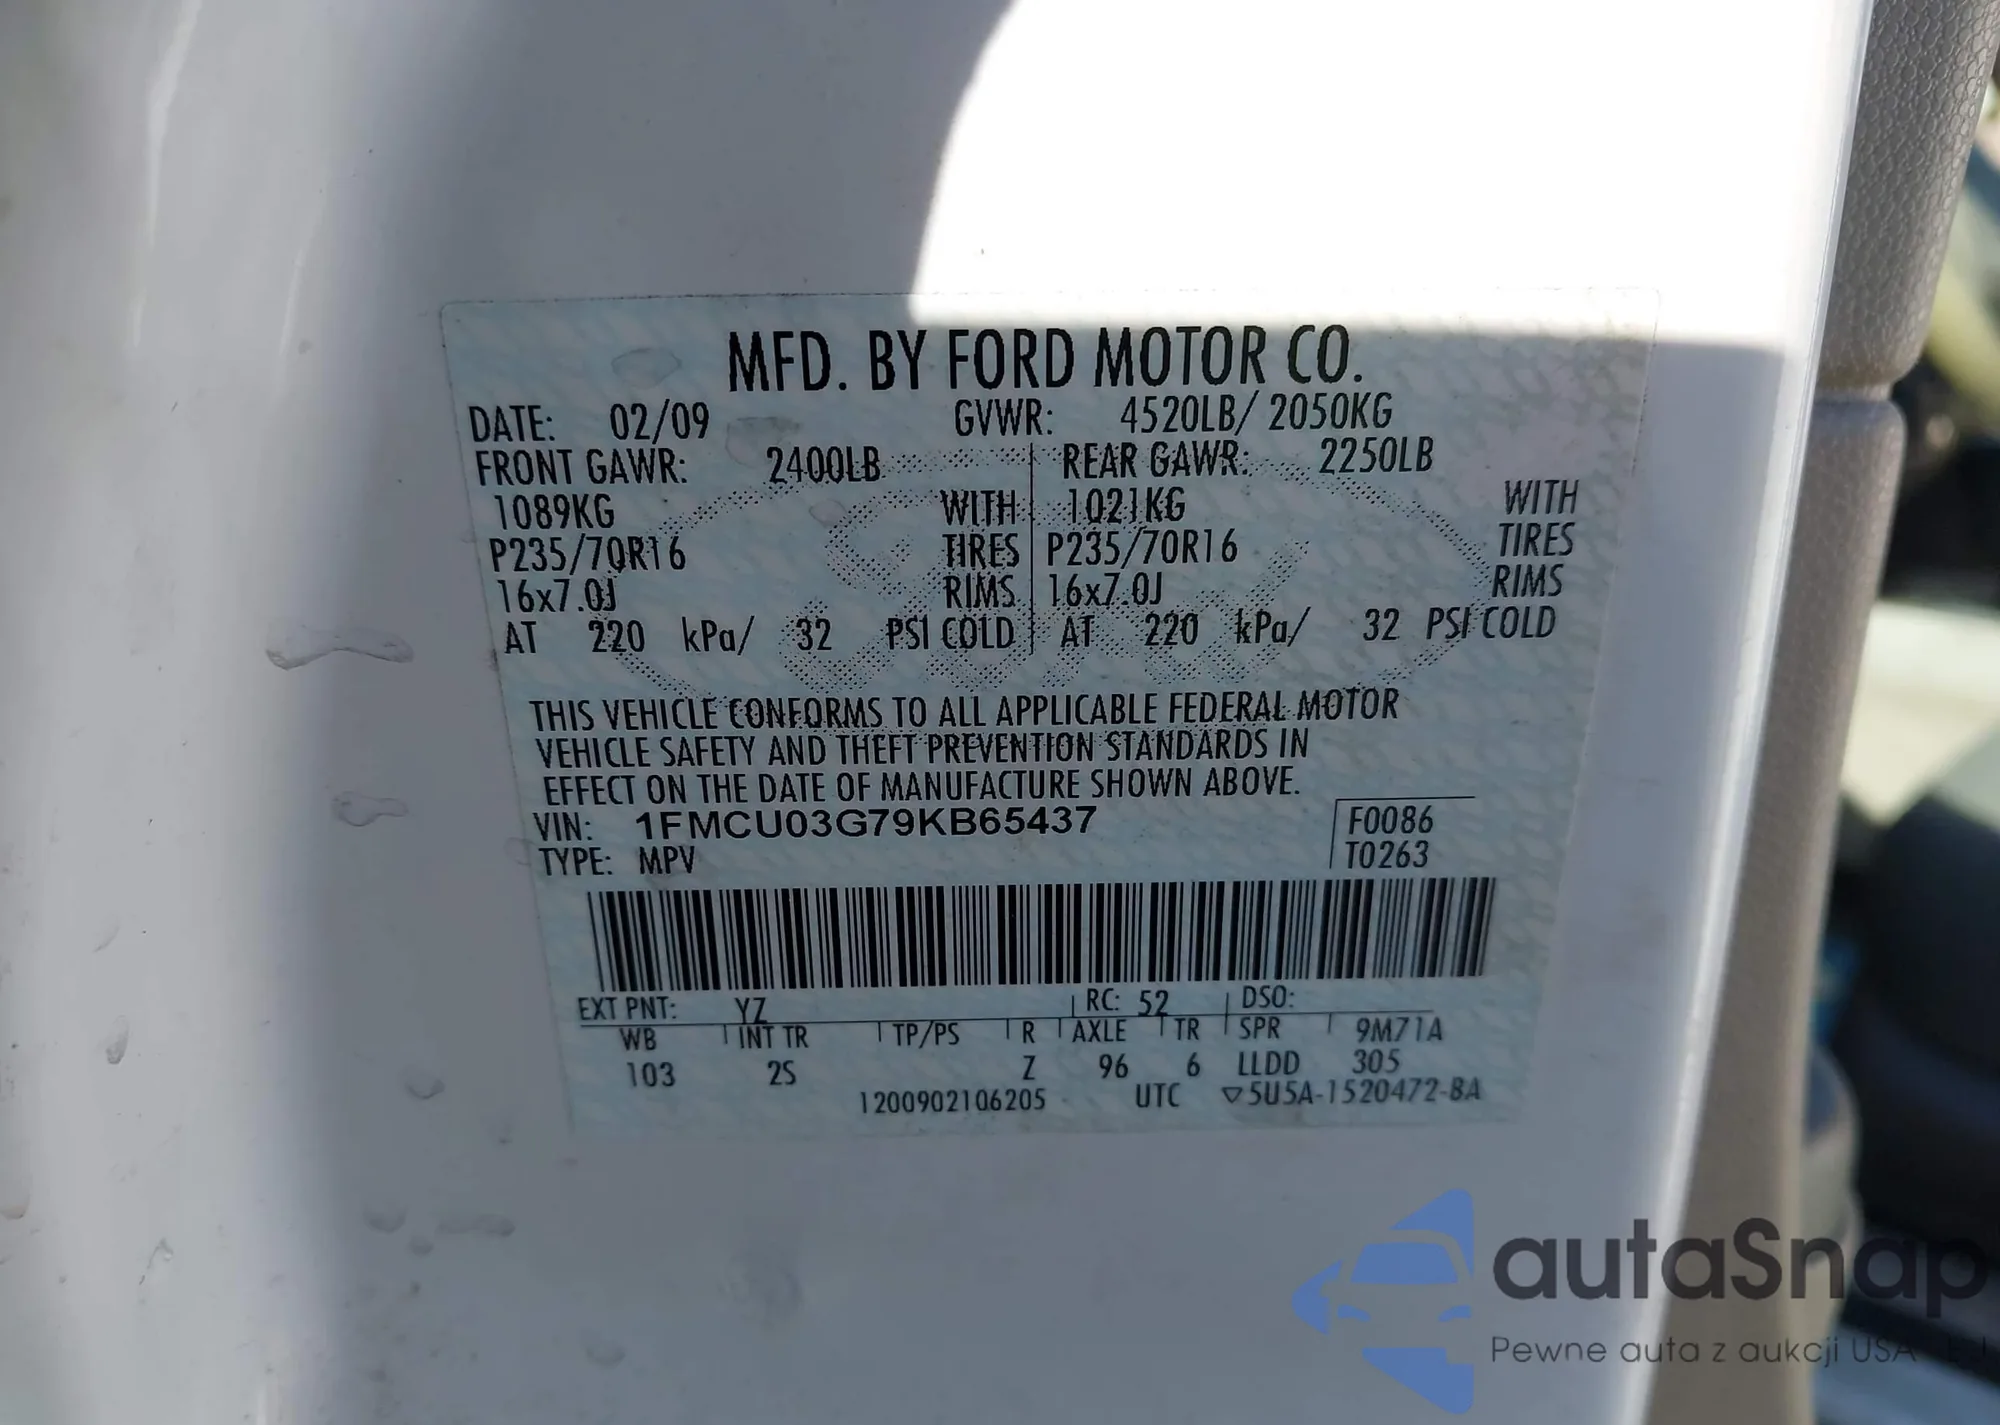 MFD. BY FORD MOTOR CO.
DATE: 02/09 GVWR: 4520LB/ 2050KG
FRONT GAWR: 2400LB REAR GAWR: 2250LB
1089KG WITH 1021KG WITH
P235/70R16 TIRES P235/70R16 TIRES
16x7.0J RIMS 16x7.0J RIMS
AT 220 kPa/ 32 PSI COLD AT 220 kPa/ 32 PSI COLD
THIS VEHICLE CONFORMS TO ALL APPLICABLE FEDERAL MOTOR
VEHICLE SAFETY AND THEFT PREVENTION STANDARDS IN
EFFECT ON THE DATE OF MANUFACTURE SHOWN ABOVE.
VIN: 1FMCU03G79KB65437 F0086
TYPE: MPV T0263
EXT PNT: YZ RC: 52 DSO:
WB INT TR TP/PS R AXLE TR SPR 9M71A
103 2S Z 96 6 LLDD 305
1200902106205 UTC ▽5U5A-1520472-BA
autaSnap
Pewne auta z aukcji USA i EU